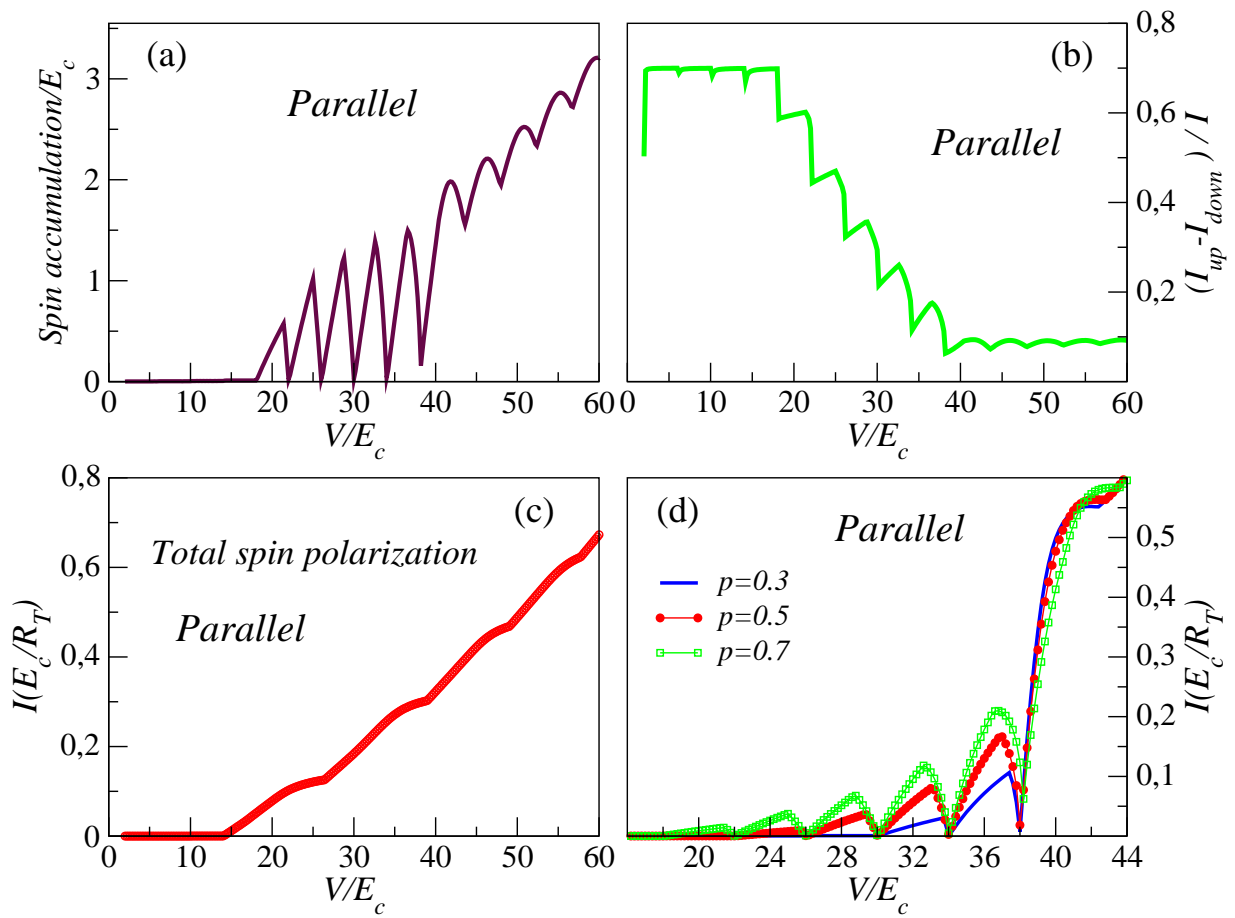 (a)
Parallel
Spin accumulation/E_c
3
2
1
0
0 10 20 30 40 50 60
V/E_c
(b)
Parallel
0,8
0,6
0,4
0,2
(I_up -I_down ) / I
0 10 20 30 40 50 60
V/E_c
(c)
Total spin polarization
Parallel
I(E_c/R_T)
0,8
0,6
0,4
0,2
0
0 10 20 30 40 50 60
V/E_c
(d)
Parallel
p=0.3
p=0.5
p=0.7
0,5
0,4
0,3
0,2
0,1
0
I(E_c/R_T)
20 24 28 32 36 40 44
V/E_c